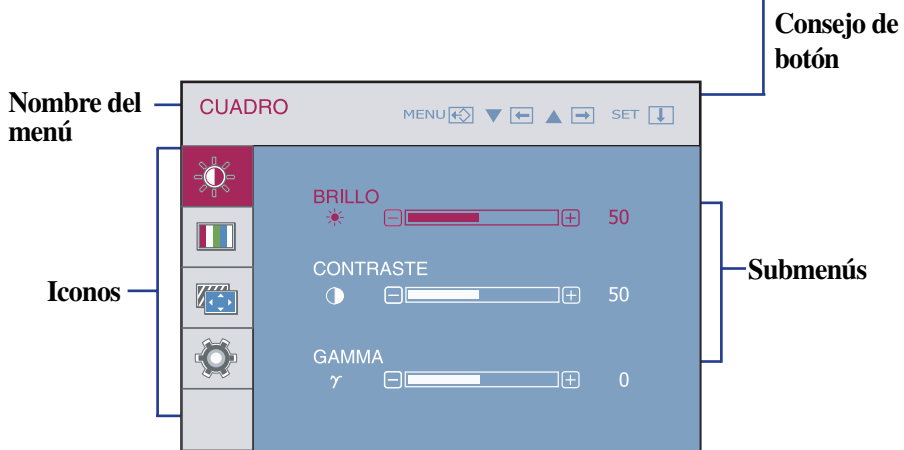 Consejo de
botón
Nombre del
menú
CUADRO
MENU ▼ ▲ SET
BRILLO
50
CONTRASTE
50
GAMMA
γ 0
Iconos
Submenús